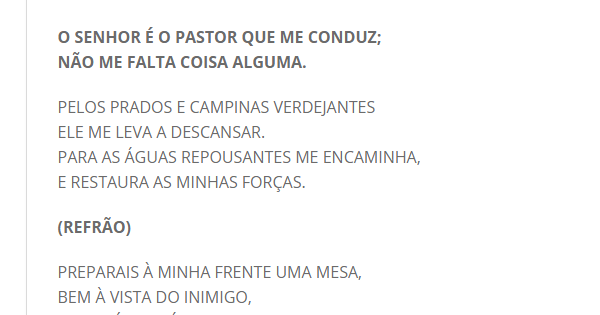 O SENHOR É O PASTOR QUE ME CONDUZ;
NÃO ME FALTA COISA ALGUMA.
PELOS PRADOS E CAMPINAS VERDEJANTES
ELE ME LEVA A DESCANSAR.
PARA AS ÁGUAS REPOUSANTES ME ENCAMINHA,
E RESTAURA AS MINHAS FORÇAS.
(REFRÃO)
PREPARAIS À MINHA FRENTE UMA MESA,
BEM À VISTA DO INIMIGO,